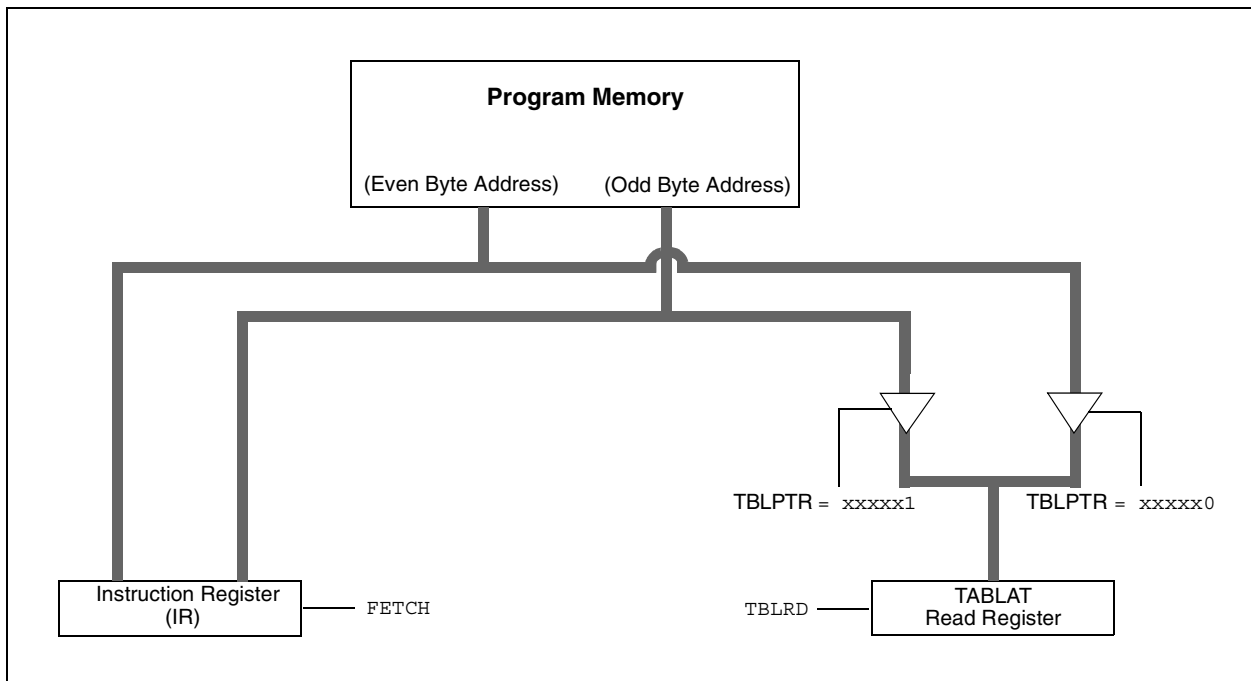 Program Memory
(Even Byte Address) (Odd Byte Address)
TBLPTR = xxxxx1 TBLPTR = xxxxx0
Instruction Register
(IR)
FETCH
TBLRD
TABLAT
Read Register